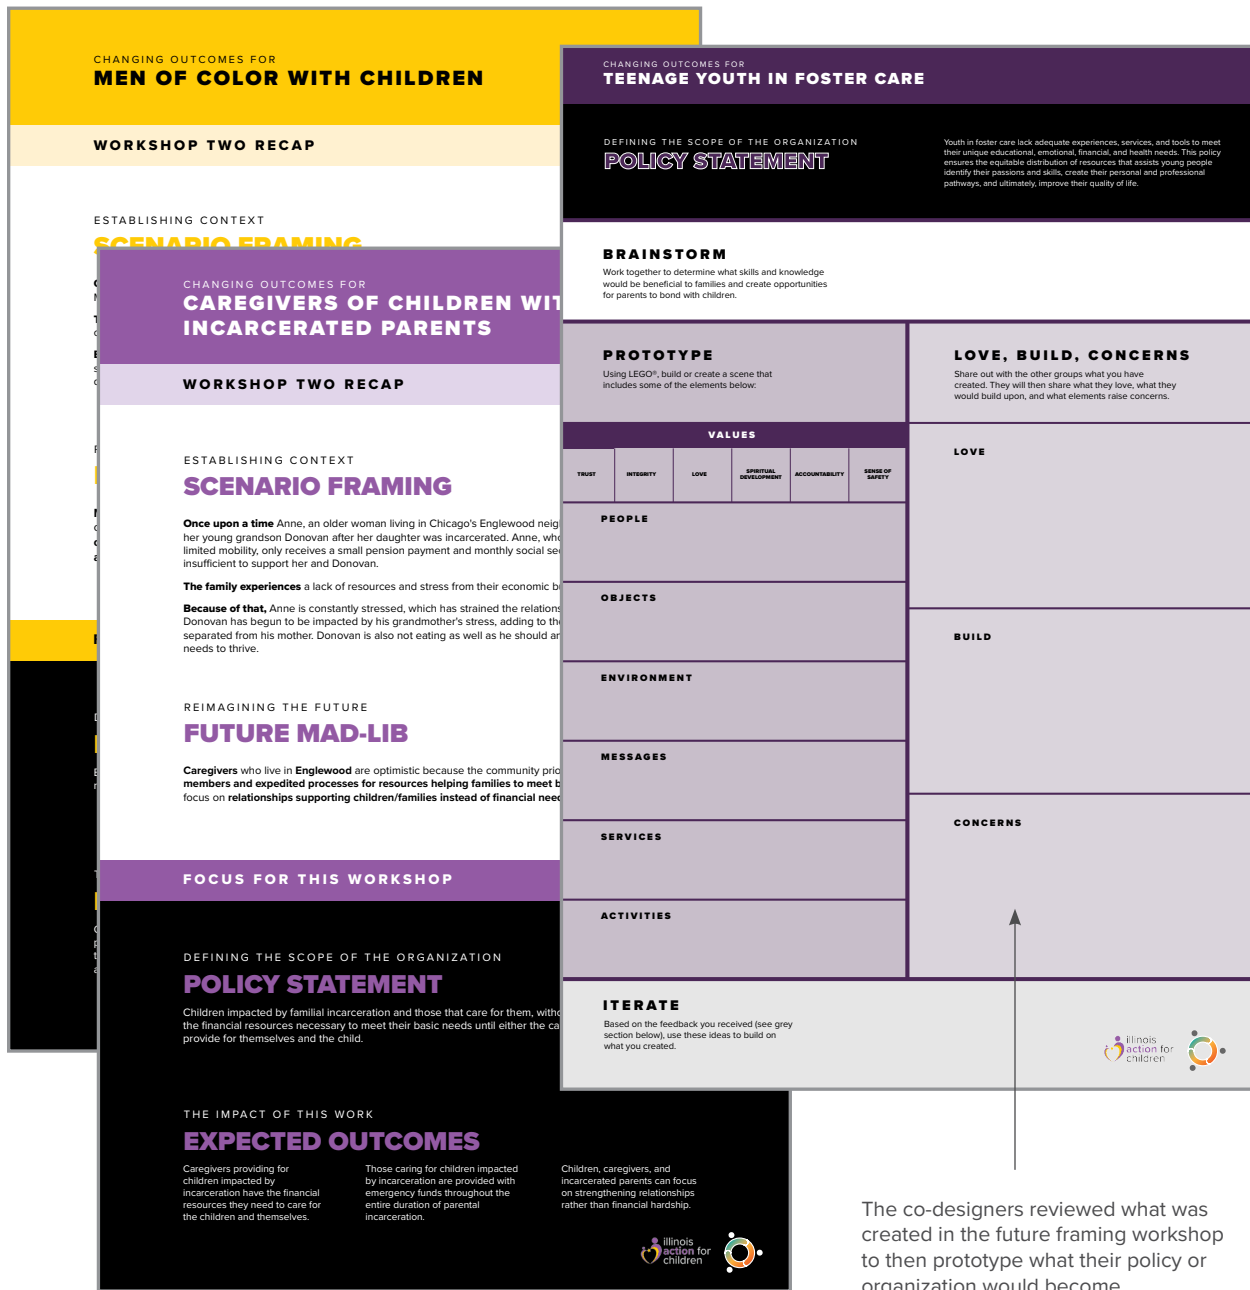 CHANGING OUTCOMES FOR
MEN OF COLOR WITH CHILDREN
WORKSHOP TWO RECAP
ESTABLISHING CONTEXT
SCENARIO FRAMING
CHANGING OUTCOMES FOR
CAREGIVERS OF CHILDREN WIT
INCARCERATED PARENTS
WORKSHOP TWO RECAP
ESTABLISHING CONTEXT
SCENARIO FRAMING
Once upon a time Anne, an older woman living in Chicago's Englewood neig
her young grandson Donovan after her daughter was incarcerated. Anne, who
limited mobility, only receives a small pension payment and monthly social se
insufficient to support her and Donovan.
The family experiences a lack of resources and stress from their economic b
Because of that, Anne is constantly stressed, which has strained the relations
Donovan has begun to be impacted by his grandmother's stress, adding to the
separated from his mother. Donovan is also not eating as well as he should an
needs to thrive.
REIMAGINING THE FUTURE
FUTURE MAD-LIB
Caregivers who live in Englewood are optimistic because the community prio
members and expedited processes for resources helping families to meet b
focus on relationships supporting children/families instead of financial need
FOCUS FOR THIS WORKSHOP
DEFINING THE SCOPE OF THE ORGANIZATION
POLICY STATEMENT
Children impacted by familial incarceration and those that care for them, witho
the financial resources necessary to meet their basic needs until either the ca
provide for themselves and the child.
THE IMPACT OF THIS WORK
EXPECTED OUTCOMES
Caregivers providing for
children impacted by
incarceration have the financial
resources they need to care for
the children and themselves.
Those caring for children impacted
by incarceration are provided with
emergency funds throughout the
entire duration of parental
incarceration.
Children, caregivers, and
incarcerated parents can focus
on strengthening relationships
rather than financial hardship.
illinois
action for
children
CHANGING OUTCOMES FOR
TEENAGE YOUTH IN FOSTER CARE
DEFINING THE SCOPE OF THE ORGANIZATION
POLICY STATEMENT
Youth in foster care lack adequate experiences, services, and tools to meet
their unique educational, emotional, financial, and health needs. This policy
ensures the equitable distribution of resources that assists young people
identify their passions and skills, create their personal and professional
pathways, and ultimately, improve their quality of life.
BRAINSTORM
Work together to determine what skills and knowledge
would be beneficial to families and create opportunities
for parents to bond with children.
PROTOTYPE
Using LEGO®, build or create a scene that
includes some of the elements below:
VALUES
TRUST
INTEGRITY
LOVE
SPIRITUAL
DEVELOPMENT
ACCOUNTABILITY
SENSE OF
SAFETY
PEOPLE
OBJECTS
ENVIRONMENT
MESSAGES
SERVICES
ACTIVITIES
LOVE, BUILD, CONCERNS
Share out with the other groups what you have
created. They will then share what they love, what they
would build upon, and what elements raise concerns.
LOVE
BUILD
CONCERNS
ITERATE
Based on the feedback you received (see grey
section below), use these ideas to build on
what you created.
illinois
action for
children
The co-designers reviewed what was
created in the future framing workshop
to then prototype what their policy or
organization would become